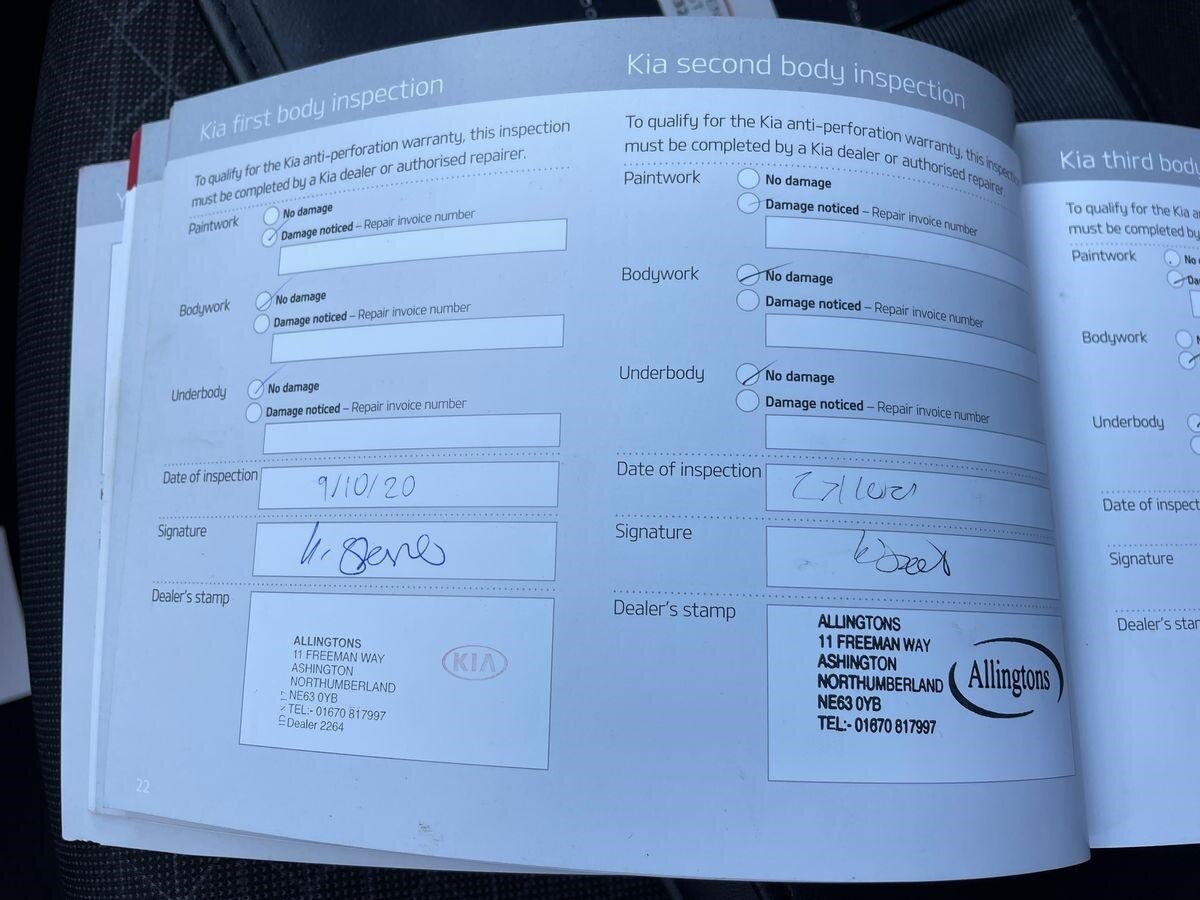 Kia first body inspection
To qualify for the Kia anti-perforation warranty, this inspection
must be completed by a Kia dealer or authorised repairer.
Paintwork
No damage
Damage noticed – Repair invoice number
Bodywork
No damage
Damage noticed – Repair invoice number
Underbody
No damage
Damage noticed – Repair invoice number
Date of inspection
9/10/20
Signature
Dealer's stamp
ALLINGTONS
11 FREEMAN WAY
ASHINGTON
NORTHUMBERLAND
NE63 0YB
TEL:- 01670 817997
Dealer 2264
KIA
22
Kia second body inspection
To qualify for the Kia anti-perforation warranty, this inspection
must be completed by a Kia dealer or authorised repairer.
Paintwork
No damage
Damage noticed – Repair invoice number
Bodywork
No damage
Damage noticed – Repair invoice number
Underbody
No damage
Damage noticed – Repair invoice number
Date of inspection
Signature
Dealer's stamp
ALLINGTONS
11 FREEMAN WAY
ASHINGTON
NORTHUMBERLAND
NE63 0YB
TEL:- 01670 817997
Allingtons
Kia third body
To qualify for the Kia
must be completed by
Paintwork
Bodywork
Underbody
Date of
Signature
Dealer's